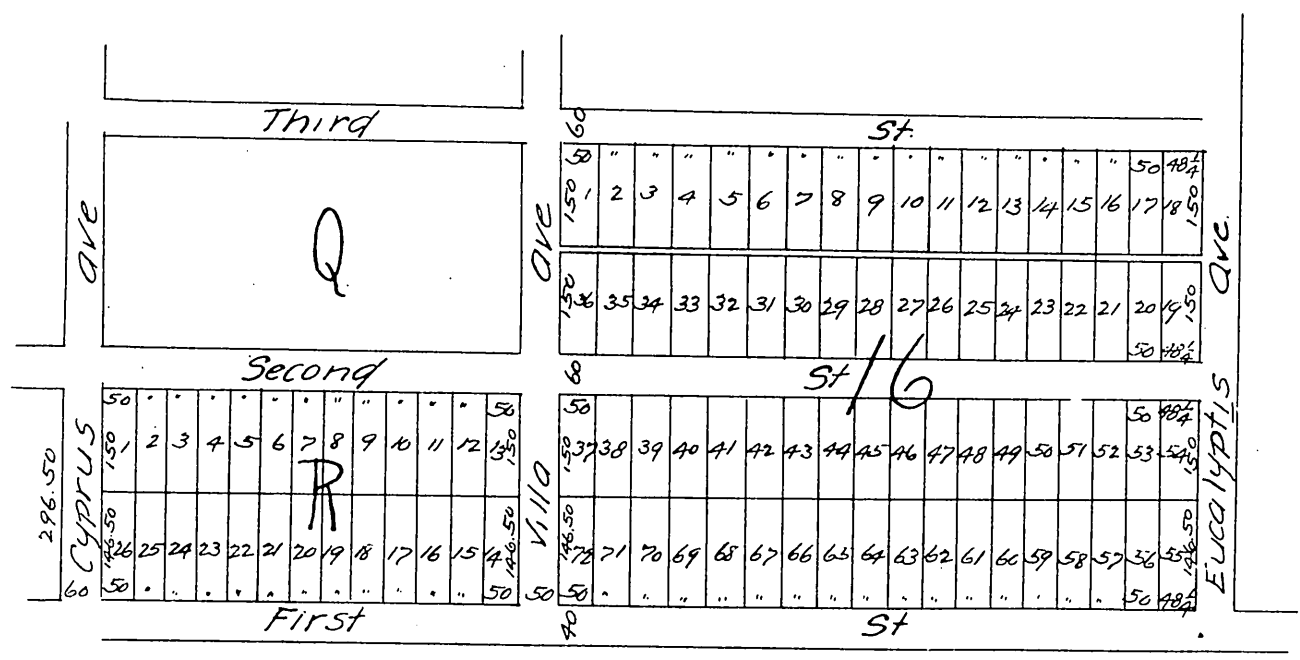 Third St.
60
50 " " " " " " " " " " " " " " " 50 48¼
150 1 2 3 4 5 6 7 8 9 10 11 12 13 14 15 16 17 18 150
Q
ave
ave
ave.
150 36 35 34 33 32 31 30 29 28 27 26 25 24 23 22 21 20 19 150
50 48¼
Second St
60
16
50 " " " " " " " " " " " 50
150 1 2 3 4 5 6 7 8 9 10 11 12 13 150
R
146.50 26 25 24 23 22 21 20 19 18 17 16 15 14 146.50
50 " " " " " " " " " " " 50
296.50
Cyprus
60
Villa
50
50 50 48¼
150 37 38 39 40 41 42 43 44 45 46 47 48 49 50 51 52 53 54 150
146.50 72 71 70 69 68 67 66 65 64 63 62 61 60 59 58 57 56 55 146.50
50 " " " " " " " " " " " " " " " 50 48¼
Eucalyptis
First St
40